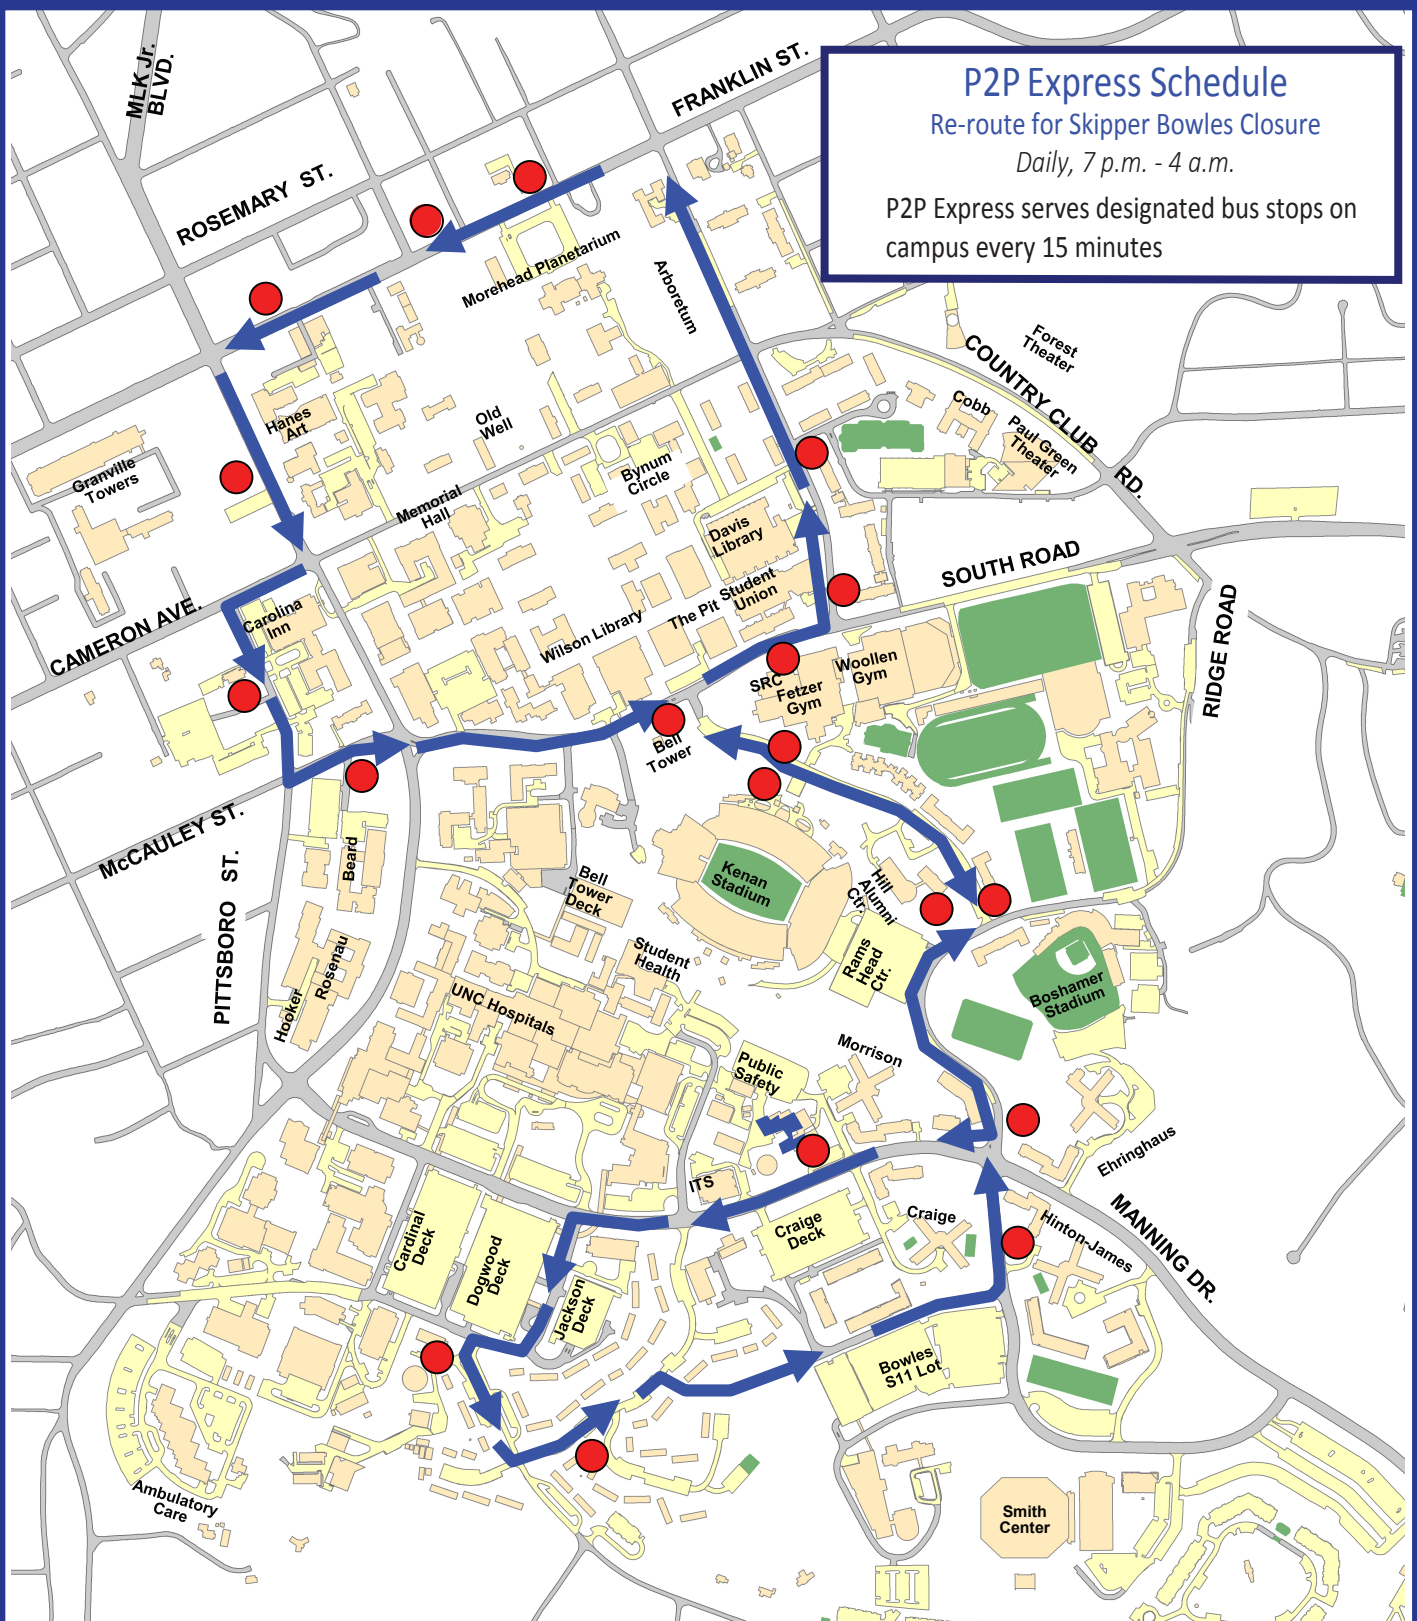 P2P Express Schedule
Re-route for Skipper Bowles Closure
Daily, 7 p.m. - 4 a.m.
P2P Express serves designated bus stops on
campus every 15 minutes
MLK Jr.
BLVD.
FRANKLIN ST.
ROSEMARY ST.
Morehead Planetarium
Arboretum
Forest
Theater
COUNTRY CLUB RD.
Cobb
Paul Green
Theater
Hanes
Art
Old
Well
Granville
Towers
Bynum
Circle
Memorial
Hall
Davis
Library
SOUTH ROAD
Student
Union
The Pit
Carolina
Inn
CAMERON AVE.
Wilson Library
RIDGE ROAD
Woollen
Gym
SRC
Fetzer
Gym
Bell
Tower
McCAULEY ST.
PITTSBORO ST.
Beard
Kenan
Stadium
Bell
Tower
Deck
Hill
Alumni
Ctr.
Student
Health
Rams
Head
Ctr.
Rosenau
Hooker
UNC Hospitals
Boshamer
Stadium
Morrison
Public
Safety
Ehringhaus
ITS
MANNING DR.
Cardinal
Deck
Dogwood
Deck
Craige
Deck
Craige
Hinton-James
Jackson
Deck
Bowles
S11 Lot
Ambulatory
Care
Smith
Center